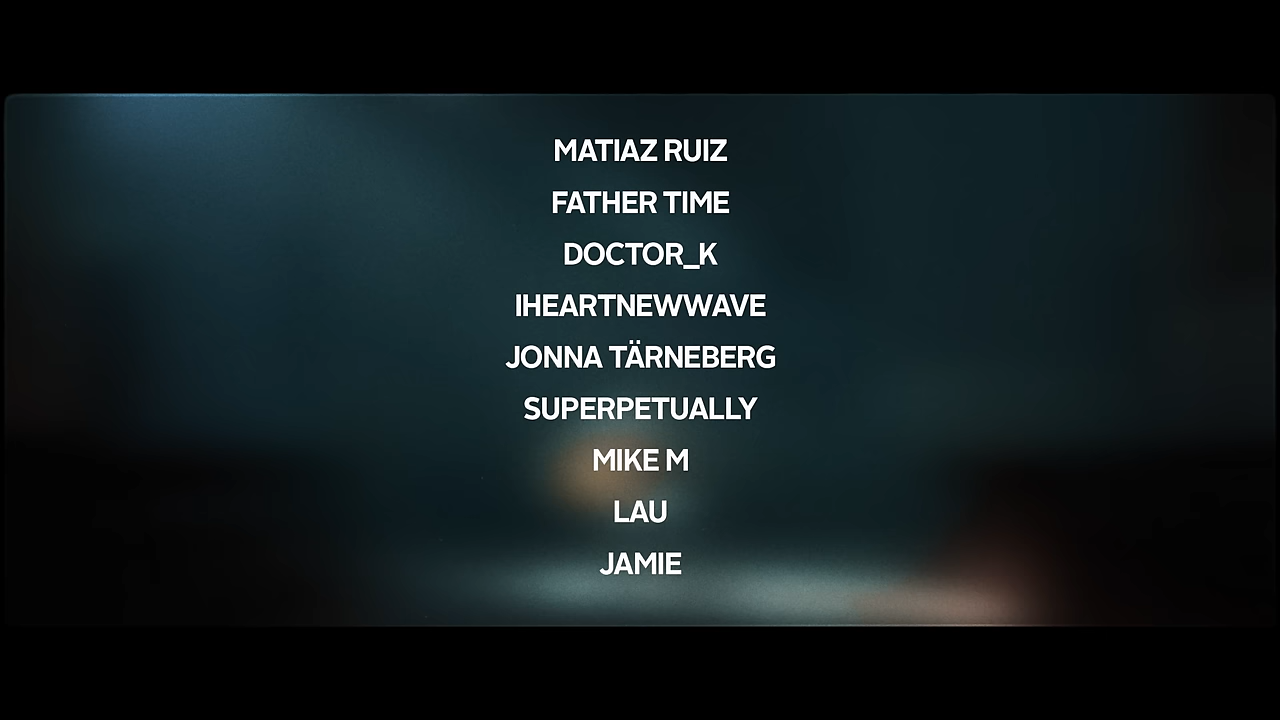 MATIAZ RUIZ
FATHER TIME
DOCTOR_K
IHEARTNEWWAVE
JONNA TÄRNEBERG
SUPERPETUALLY
MIKE M
LAU
JAMIE